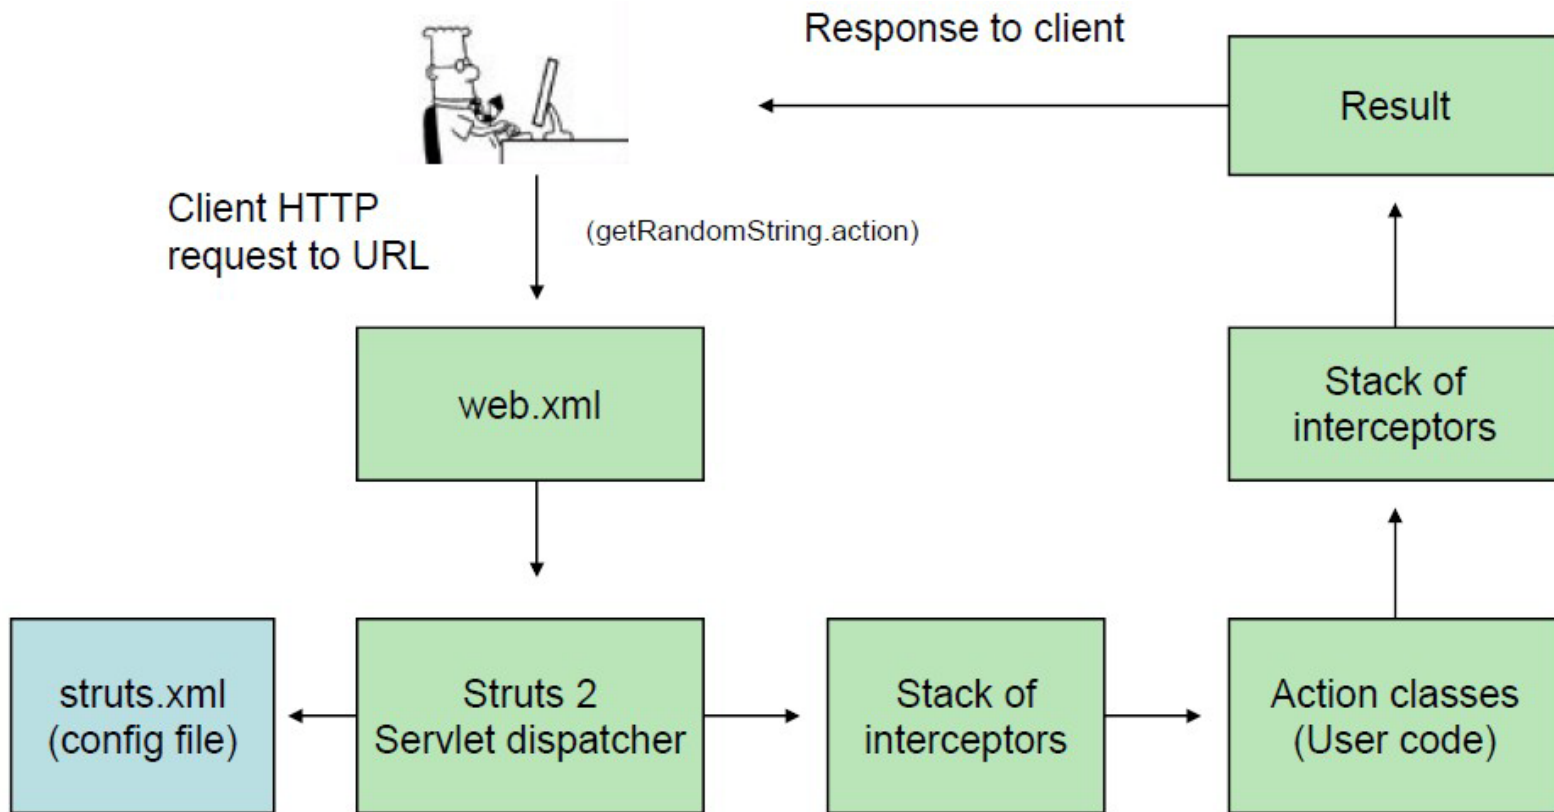 Response to client
Result
Client HTTP
request to URL
(getRandomString.action)
web.xml
Stack of
interceptors
struts.xml
(config file)
Struts 2
Servlet dispatcher
Stack of
interceptors
Action classes
(User code)